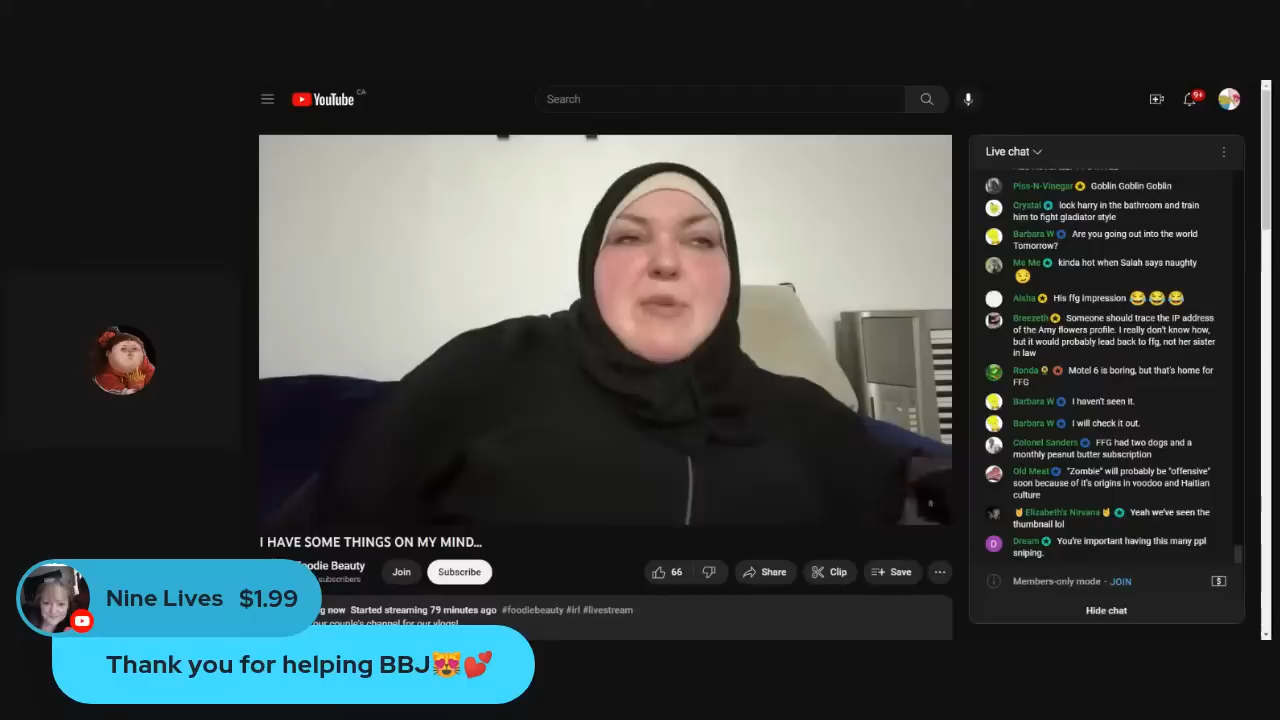 YouTube CA
Search
9+
Live chat
Piss-N-Vinegar Goblin Goblin Goblin
Crystal lock harry in the bathroom and train
him to fight gladiator style
Barbara W Are you going out into the world
Tomorrow?
Me Me kinda hot when Salah says naughty
😏
Aisha His ffg impression 😂😂😂
Breezeth Someone should trace the IP address
of the Amy flowers profile. I really don't know how,
but it would probably lead back to ffg, not her sister
in law
Ronda Motel 6 is boring, but that's home for
FFG
Barbara W I haven't seen it.
Barbara W I will check it out.
Colonel Sanders FFG had two dogs and a
monthly peanut butter subscription
Old Meat "Zombie" will probably be "offensive"
soon because of it's origins in voodoo and Haitian
culture
🤘Elizabeth's Nirvana🤘 Yeah we've seen the
thumbnail lol
D
Dream You're important having this many ppl
sniping.
Members-only mode · JOIN
Hide chat
I HAVE SOME THINGS ON MY MIND...
Foodie Beauty
subscribers
Join
Subscribe
66
Share
Clip
Save
now Started streaming 79 minutes ago #foodiebeauty #irl #livestream
couple's channel for our vlogs!
Nine Lives $1.99
Thank you for helping BBJ😻💕